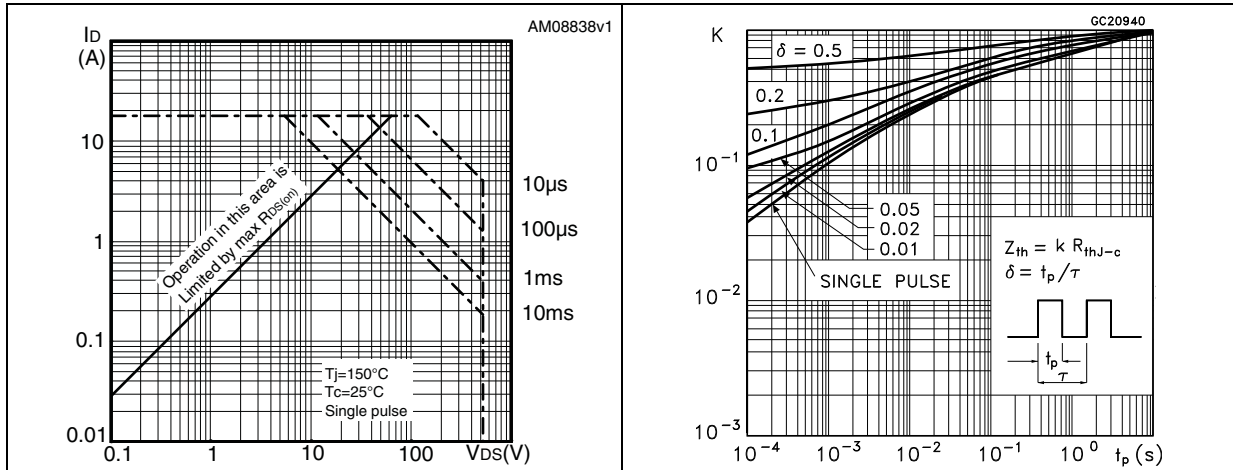 AM08838v1
ID
(A)
10
1
0.1
0.01
0.1
1
10
100
VDS(V)
Operation in this area is
Limited by max RDS(on)
10µs
100µs
1ms
10ms
Tj=150°C
Tc=25°C
Single pulse
GC20940
K
δ = 0.5
0.2
0.1
0.05
0.02
0.01
SINGLE PULSE
10⁻¹
10⁻²
10⁻³
Zth = k RthJ-c
δ = tp/τ
tp
τ
10⁻⁴
10⁻³
10⁻²
10⁻¹
10⁰
tp (s)